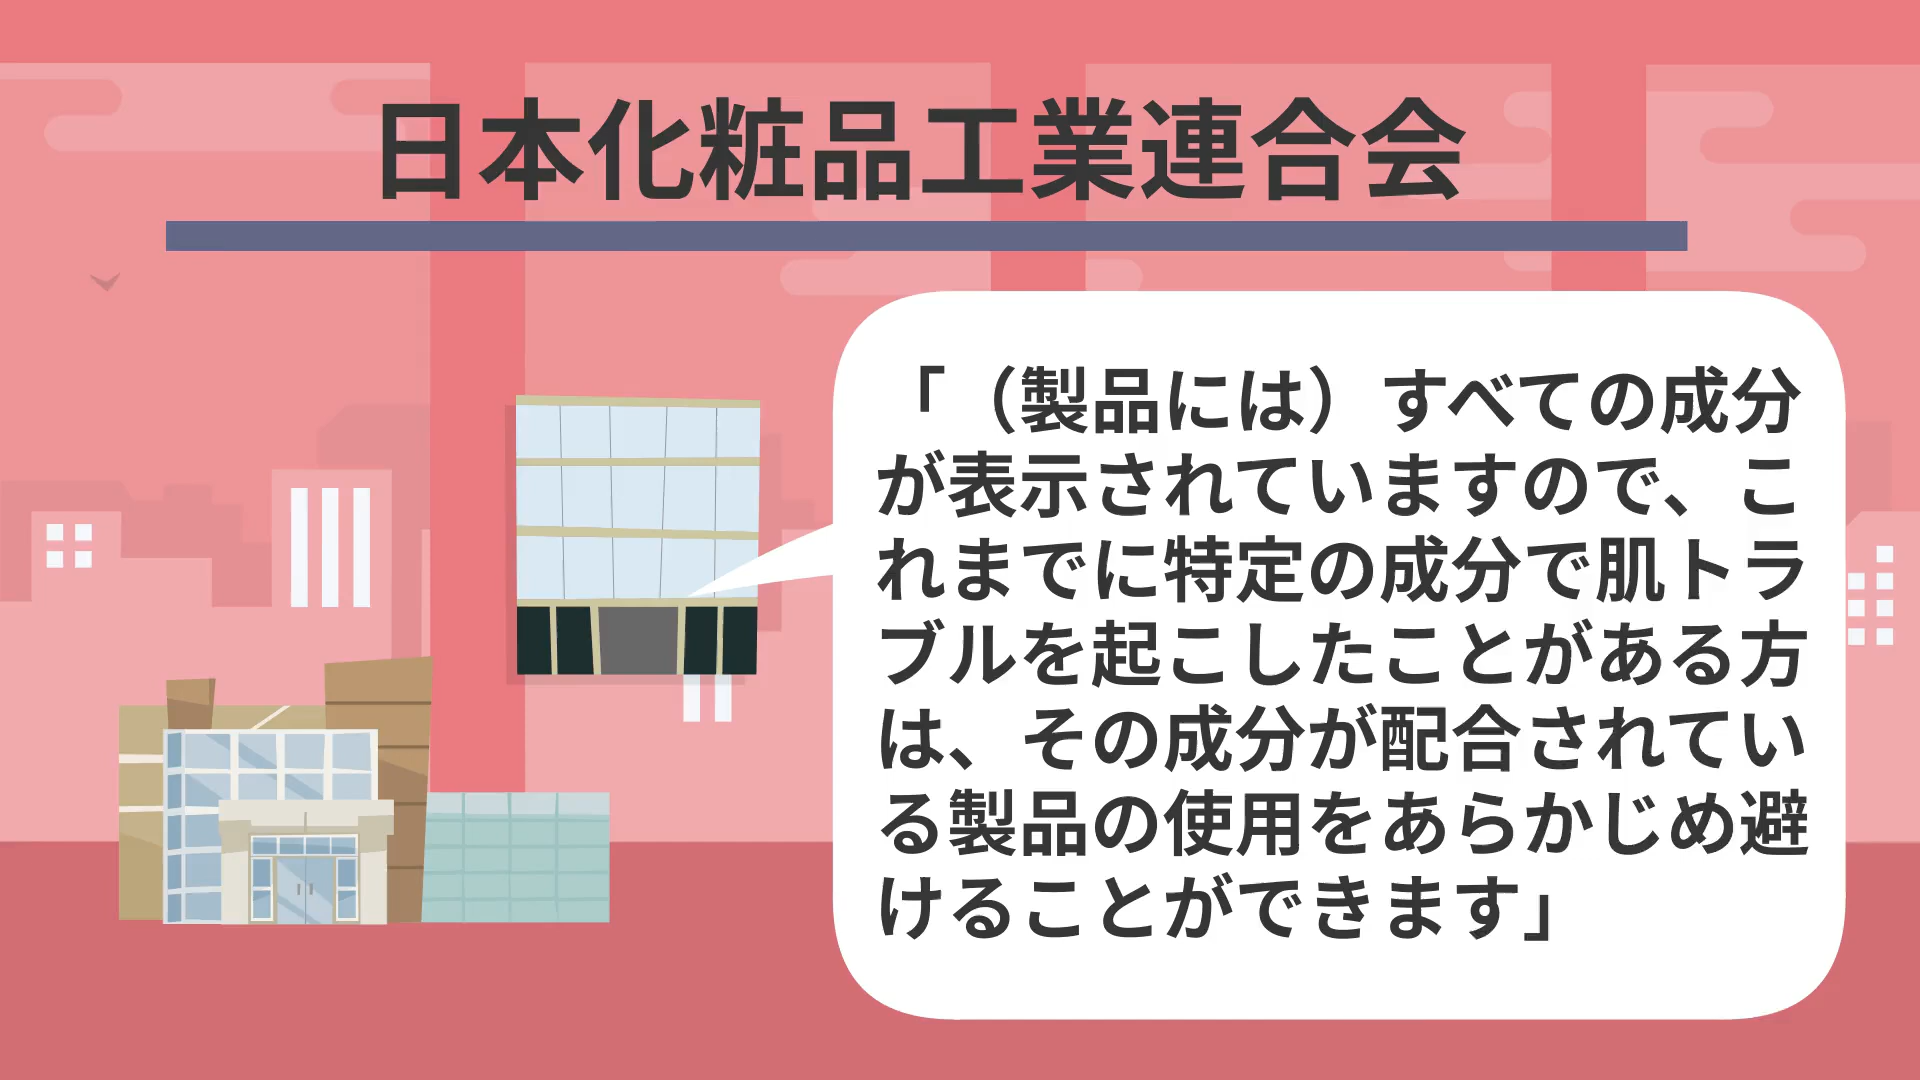 日本化粧品工業連合会
「（製品には）すべての成分
が表示されていますので、こ
れまでに特定の成分で肌トラ
ブルを起こしたことがある方
は、その成分が配合されてい
る製品の使用をあらかじめ避
けることができます」